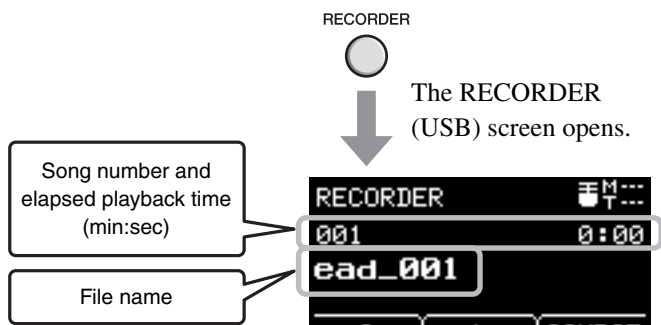 RECORDER
The RECORDER
(USB) screen opens.
Song number and
elapsed playback time
(min:sec)
File name
RECORDER M---
T---
001 0:00
ead_001